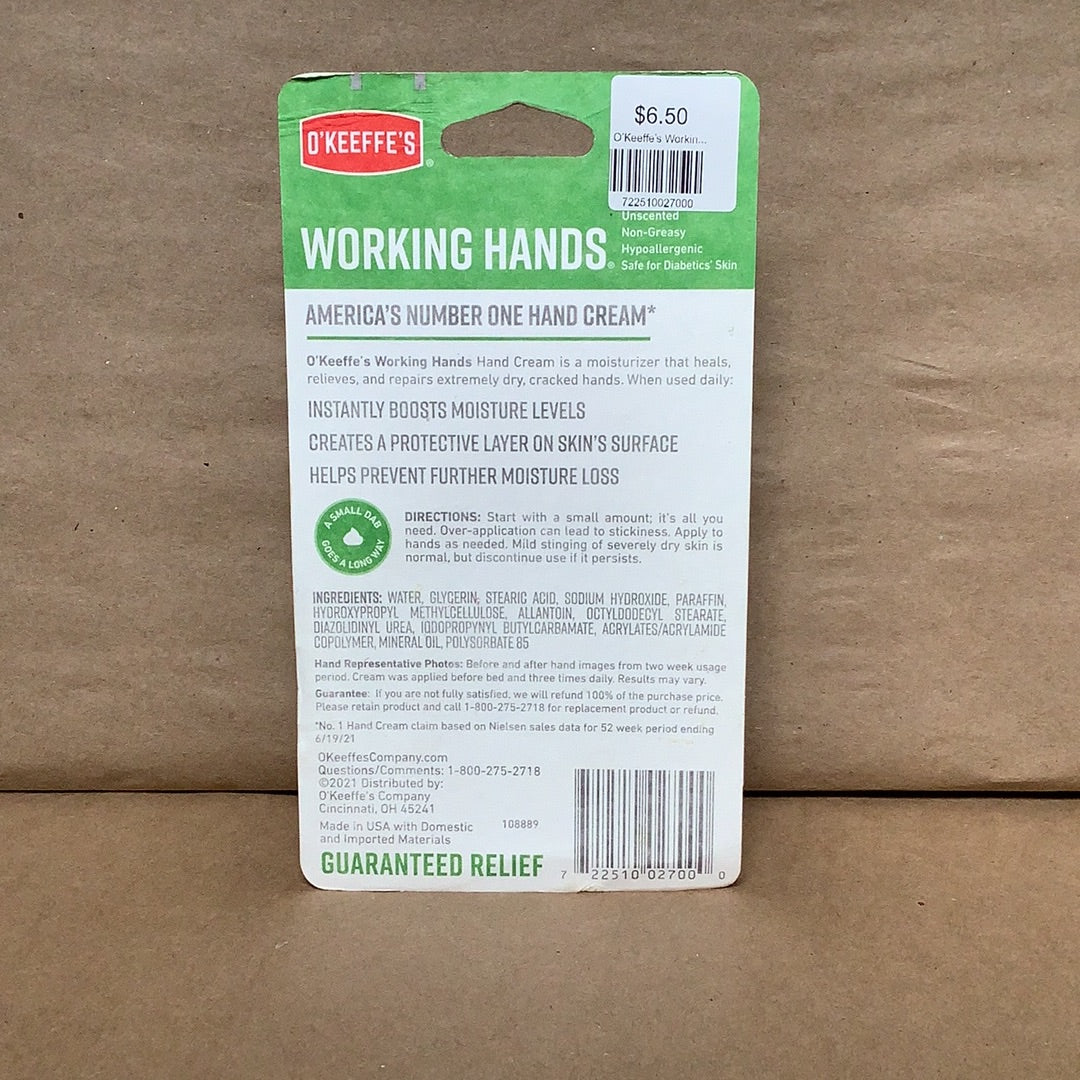 O'KEEFFE'S®
$6.50
O'Keeffe's Workin...
722510027000
Unscented
Non-Greasy
Hypoallergenic
Safe for Diabetics' Skin
WORKING HANDS®
AMERICA'S NUMBER ONE HAND CREAM*
O'Keeffe's Working Hands Hand Cream is a moisturizer that heals,
relieves, and repairs extremely dry, cracked hands. When used daily:
INSTANTLY BOOSTS MOISTURE LEVELS
CREATES A PROTECTIVE LAYER ON SKIN'S SURFACE
HELPS PREVENT FURTHER MOISTURE LOSS
A SMALL DAB
GOES A LONG WAY
DIRECTIONS: Start with a small amount; it's all you
need. Over-application can lead to stickiness. Apply to
hands as needed. Mild stinging of severely dry skin is
normal, but discontinue use if it persists.
INGREDIENTS: WATER, GLYCERIN, STEARIC ACID, SODIUM HYDROXIDE, PARAFFIN,
HYDROXYPROPYL METHYLCELLULOSE, ALLANTOIN, OCTYLDODECYL STEARATE,
DIAZOLIDINYL UREA, IODOPROPYNYL BUTYLCARBAMATE, ACRYLATES/ACRYLAMIDE
COPOLYMER, MINERAL OIL, POLYSORBATE 85
Hand Representative Photos: Before and after hand images from two week usage
period. Cream was applied before bed and three times daily. Results may vary.
Guarantee: If you are not fully satisfied, we will refund 100% of the purchase price.
Please retain product and call 1-800-275-2718 for replacement product or refund.
*No. 1 Hand Cream claim based on Nielsen sales data for 52 week period ending
6/19/21
OKeeffesCompany.com
Questions/Comments: 1-800-275-2718
©2021 Distributed by:
O'Keeffe's Company
Cincinnati, OH 45241
Made in USA with Domestic
and Imported Materials
108889
GUARANTEED RELIEF
7 22510 02700 0